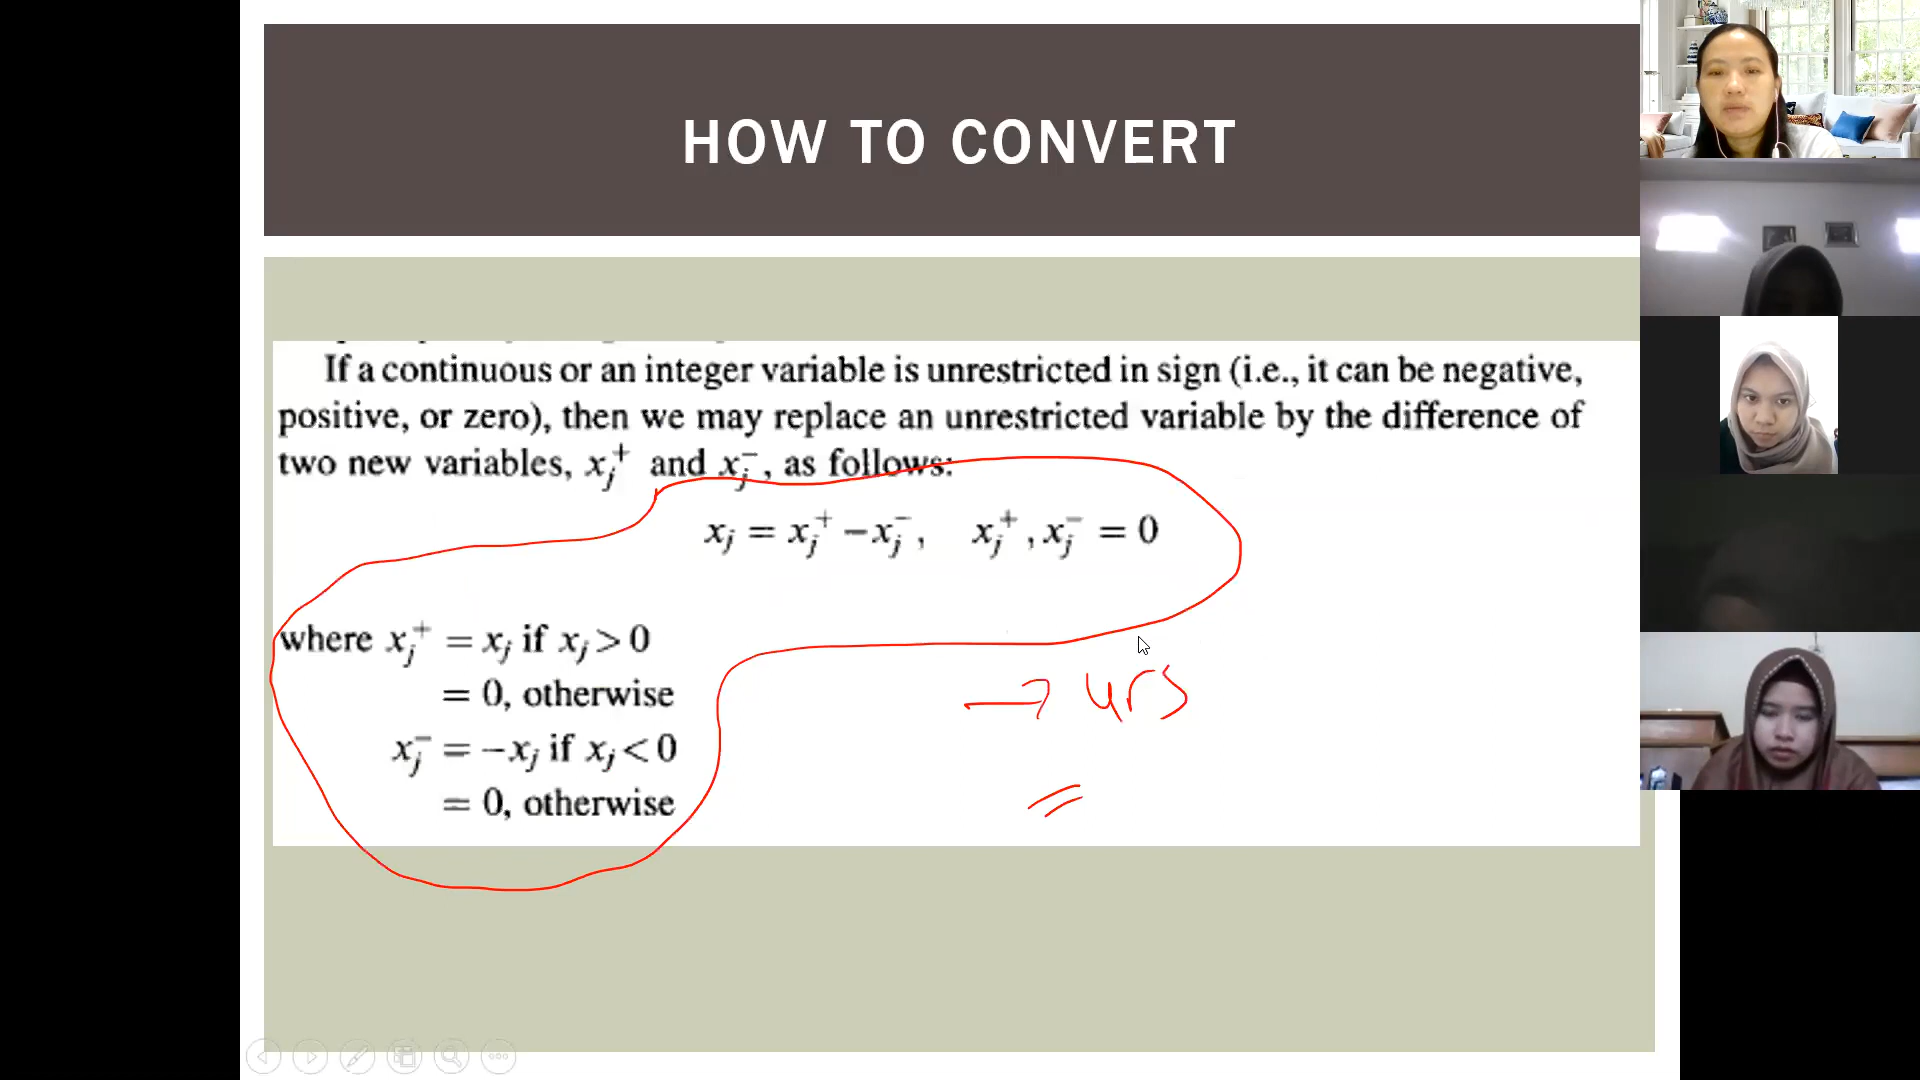 HOW TO CONVERT
If a continuous or an integer variable is unrestricted in sign (i.e., it can be negative,
positive, or zero), then we may replace an unrestricted variable by the difference of
two new variables, xⱼ⁺ and xⱼ⁻, as follows:
xⱼ = xⱼ⁺ − xⱼ⁻,   xⱼ⁺, xⱼ⁻ = 0
where xⱼ⁺ = xⱼ if xⱼ > 0
= 0, otherwise
→ urs
xⱼ⁻ = −xⱼ if xⱼ < 0
= 0, otherwise